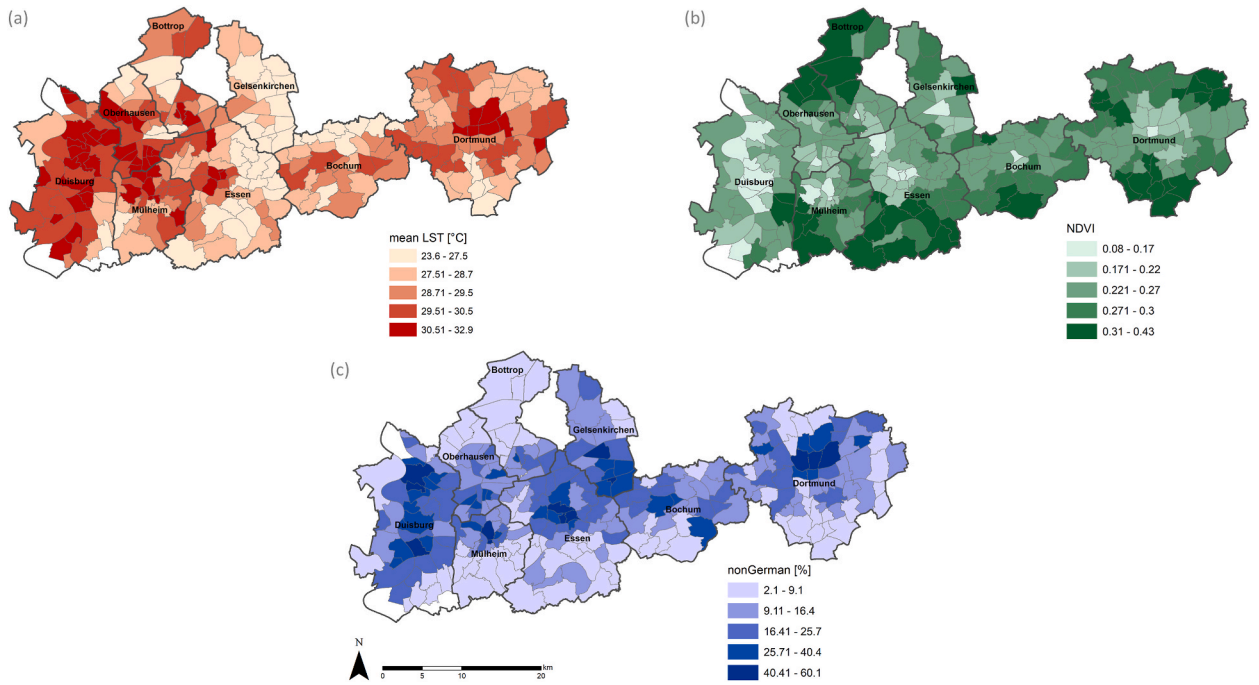 (a)
Bottrop
Gelsenkirchen
Oberhausen
Dortmund
Bochum
Duisburg
Essen
Mülheim
mean LST [°C]
23.6 - 27.5
27.51 - 28.7
28.71 - 29.5
29.51 - 30.5
30.51 - 32.9
(b)
Bottrop
Gelsenkirchen
Oberhausen
Dortmund
Bochum
Duisburg
Essen
Mülheim
NDVI
0.08 - 0.17
0.171 - 0.22
0.221 - 0.27
0.271 - 0.3
0.31 - 0.43
(c)
Bottrop
Gelsenkirchen
Oberhausen
Dortmund
Bochum
Duisburg
Essen
Mülheim
nonGerman [%]
2.1 - 9.1
9.11 - 16.4
16.41 - 25.7
25.71 - 40.4
40.41 - 60.1
N
km
0 5 10 20